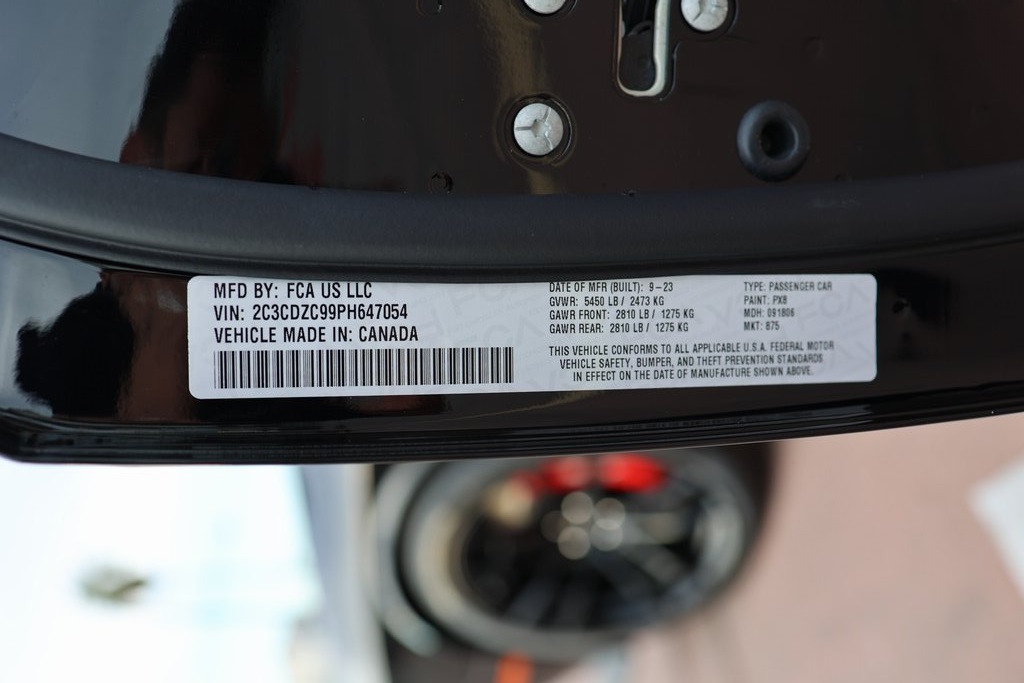 MFD BY: FCA US LLC
VIN: 2C3CDZC99PH647054
VEHICLE MADE IN: CANADA
DATE OF MFR (BUILT): 9-23
GVWR: 5450 LB / 2473 KG
GAWR FRONT: 2810 LB / 1275 KG
GAWR REAR: 2810 LB / 1275 KG
TYPE: PASSENGER CAR
PAINT: PX8
MDH: 091806
MKT: 875
THIS VEHICLE CONFORMS TO ALL APPLICABLE U.S.A. FEDERAL MOTOR
VEHICLE SAFETY, BUMPER, AND THEFT PREVENTION STANDARDS
IN EFFECT ON THE DATE OF MANUFACTURE SHOWN ABOVE.